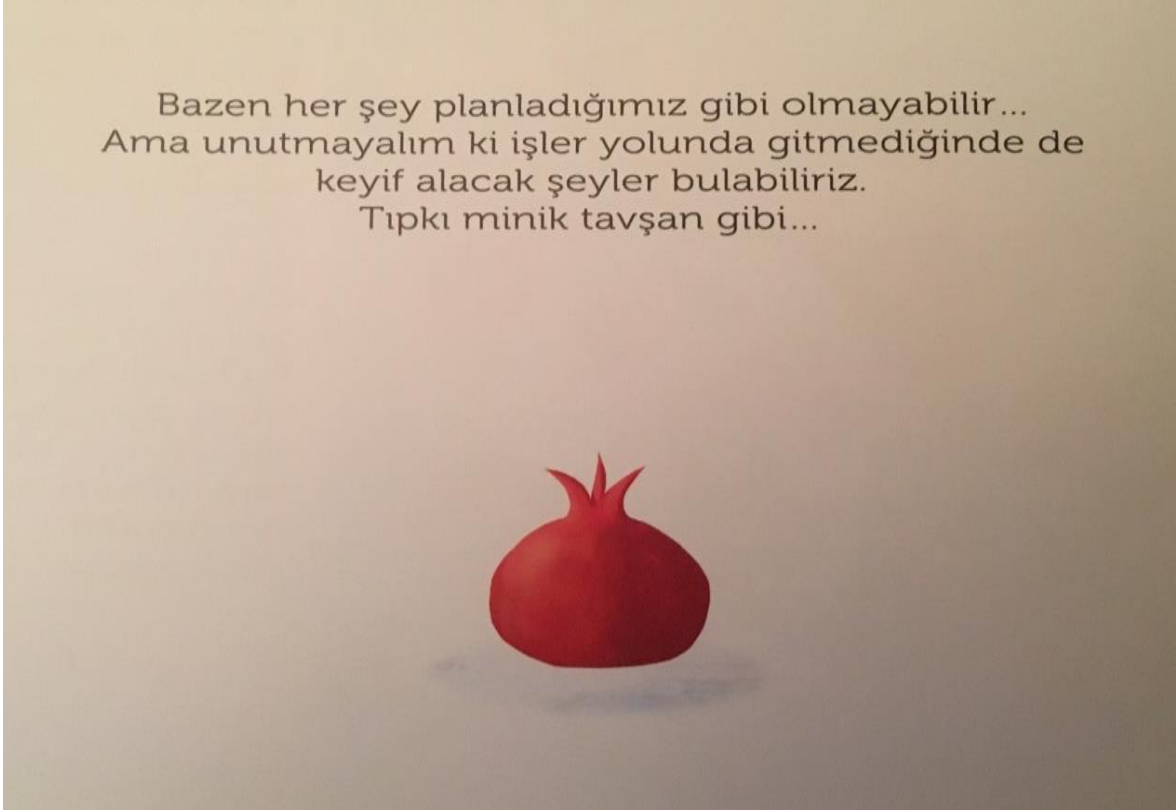 Bazen her şey planladığımız gibi olmayabilir...
Ama unutmayalım ki işler yolunda gitmediğinde de
keyif alacak şeyler bulabiliriz.
Tıpkı minik tavşan gibi...